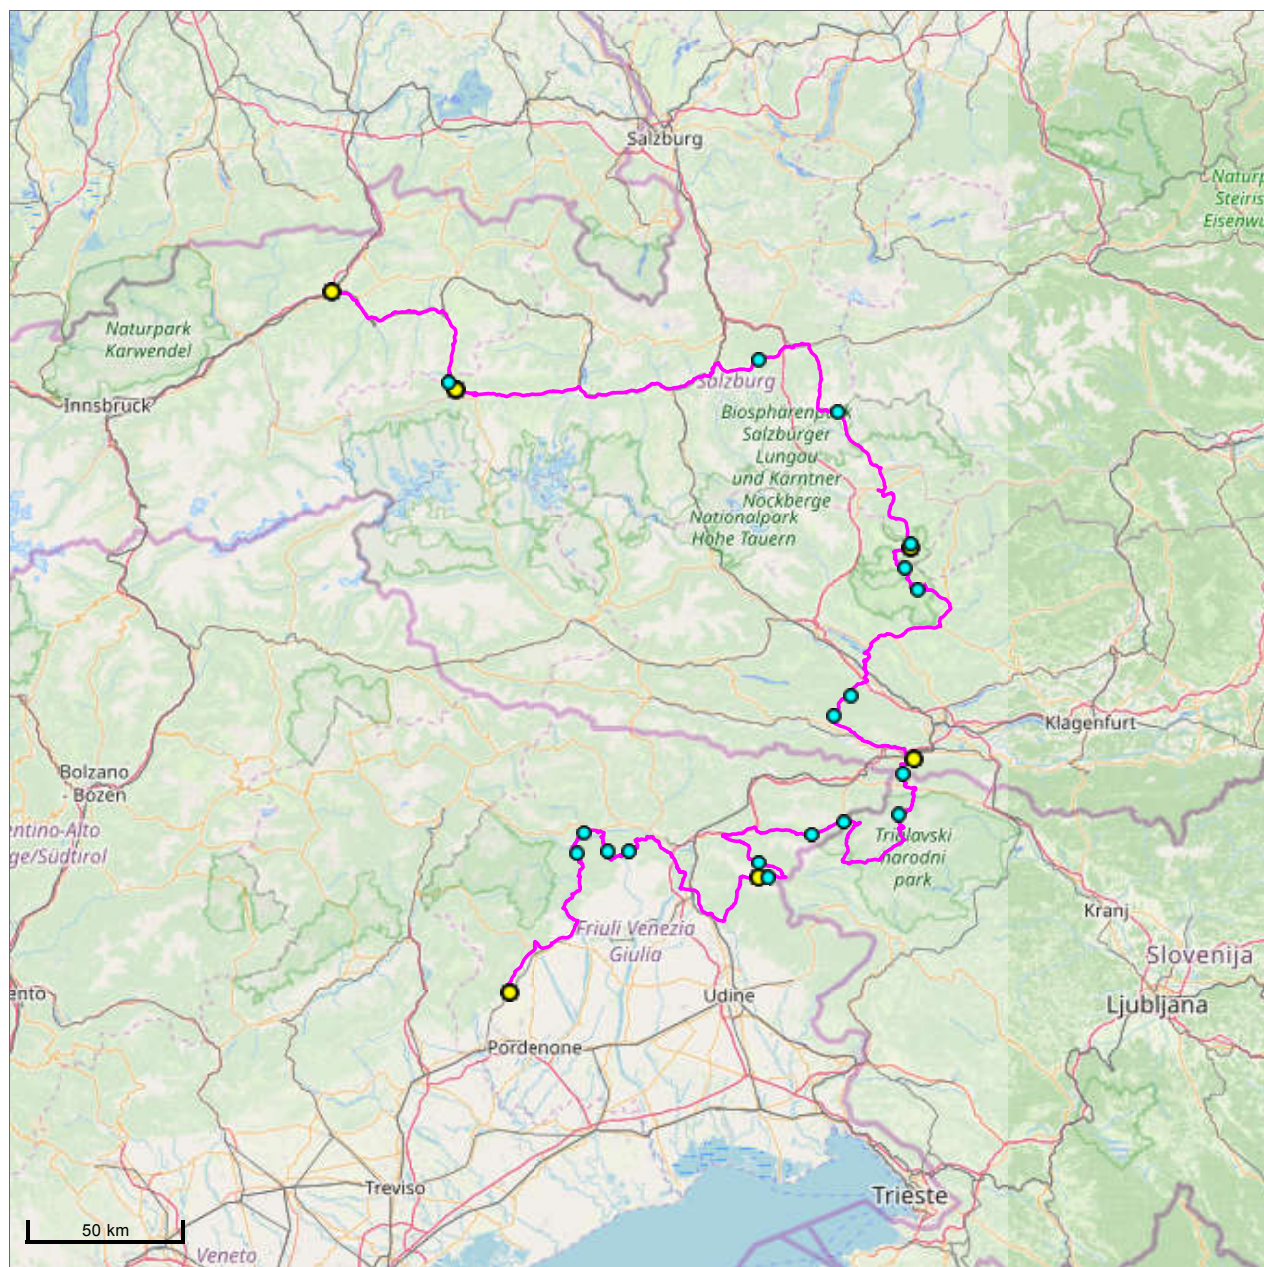 Salzburg
Naturp
Steiris
Eisenwu
Naturpark
Karwendel
Innsbruck
Salzburg
Biosphärenpark
Salzburger
Lungau
und Kärntner
Nockberge
Nationalpark
Hohe Tauern
Klagenfurt
Bolzano
- Bozen
entino-Alto
ge/Südtirol
Triglavski
narodni
park
Kranj
Friuli Venezia
Giulia
Slovenija
ento
Udine
Ljubljana
Pordenone
Treviso
Trieste
50 km
Veneto